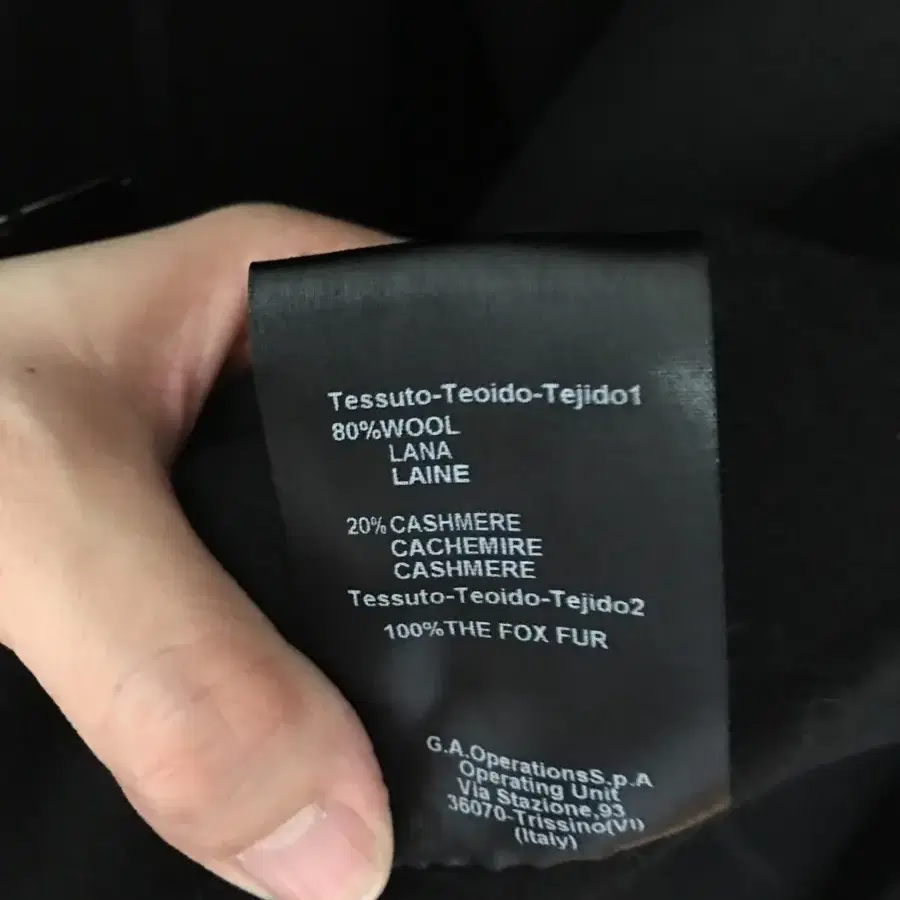 Tessuto-Teoido-Tejido1
80%WOOL
LANA
LAINE
20%CASHMERE
CACHEMIRE
CASHMERE
Tessuto-Teoido-Tejido2
100%THE FOX FUR
G.A.OperationsS.p.A
Operating Unit
Via Stazione,93
36070-Trissino(VI)
(Italy)